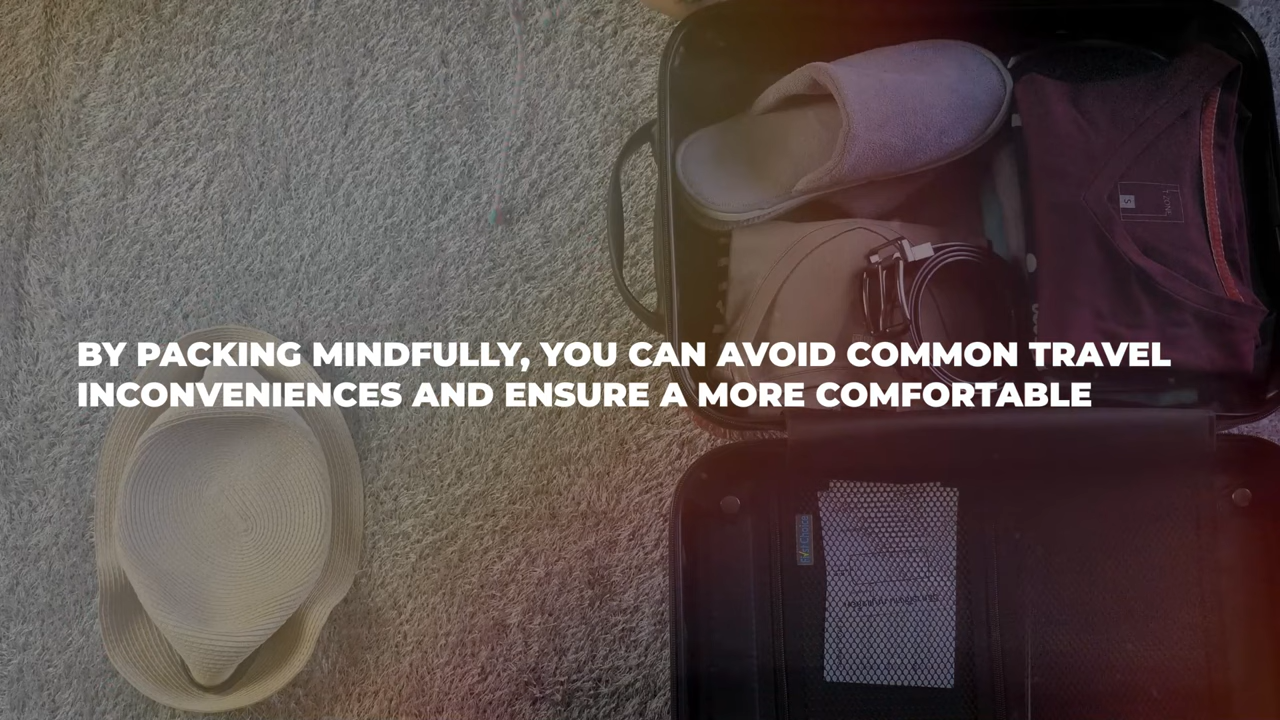 BY PACKING MINDFULLY, YOU CAN AVOID COMMON TRAVEL
INCONVENIENCES AND ENSURE A MORE COMFORTABLE